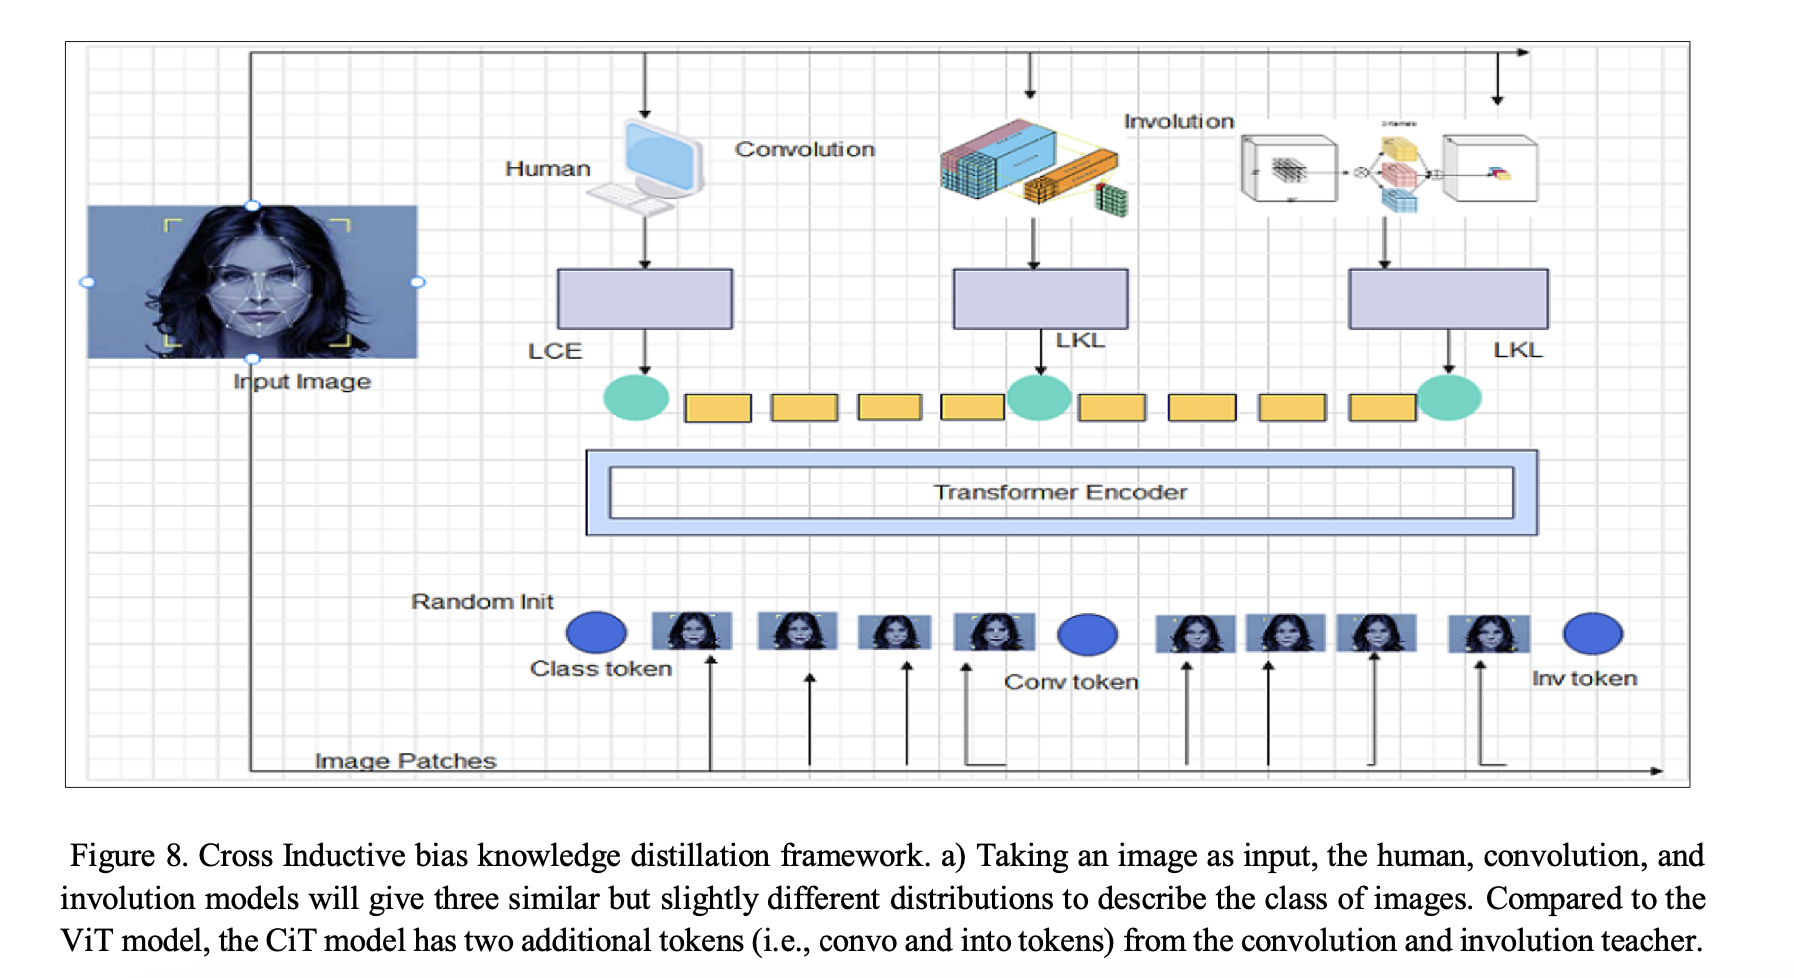 Human
Convolution
Involution
Input Image
LCE
LKL
LKL
Transformer Encoder
Random Init
Class token
Conv token
Inv token
Image Patches
Figure 8. Cross Inductive bias knowledge distillation framework. a) Taking an image as input, the human, convolution, and
involution models will give three similar but slightly different distributions to describe the class of images. Compared to the
ViT model, the CiT model has two additional tokens (i.e., convo and into tokens) from the convolution and involution teacher.